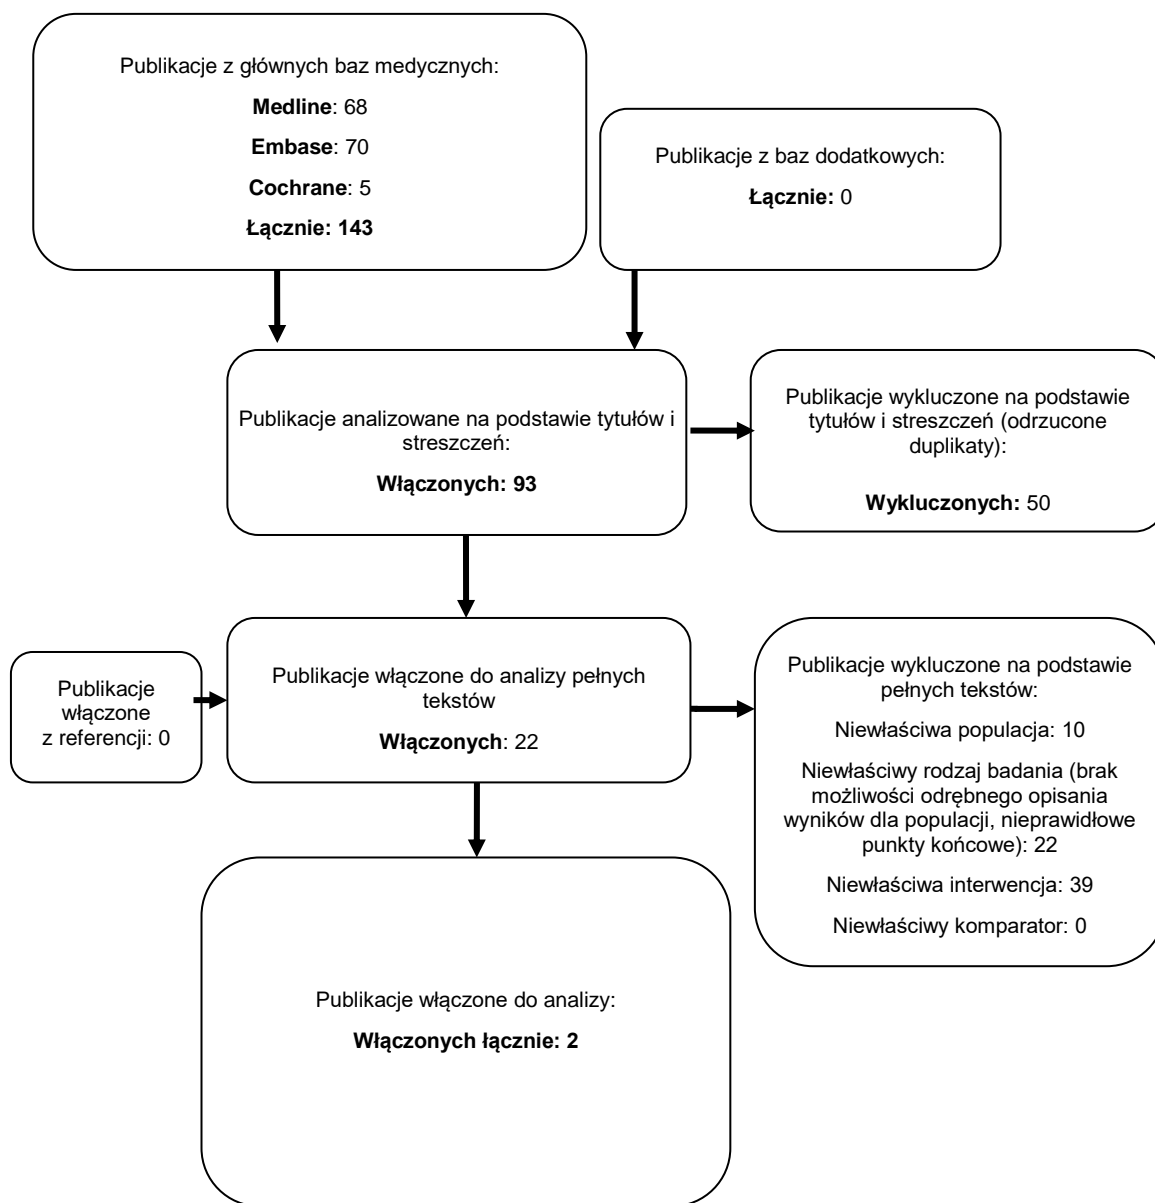 Publikacje z głównych baz medycznych:
Medline: 68
Embase: 70
Cochrane: 5
Łącznie: 143
Publikacje z baz dodatkowych:
Łącznie: 0
Publikacje analizowane na podstawie tytułów i
streszczeń:
Włączonych: 93
Publikacje wykluczone na podstawie
tytułów i streszczeń (odrzucone
duplikaty):
Wykluczonych: 50
Publikacje
włączone
z referencji: 0
Publikacje włączone do analizy pełnych
tekstów
Włączonych: 22
Publikacje wykluczone na podstawie
pełnych tekstów:
Niewłaściwa populacja: 10
Niewłaściwy rodzaj badania (brak
możliwości odrębnego opisania
wyników dla populacji, nieprawidłowe
punkty końcowe): 22
Niewłaściwa interwencja: 39
Niewłaściwy komparator: 0
Publikacje włączone do analizy:
Włączonych łącznie: 2